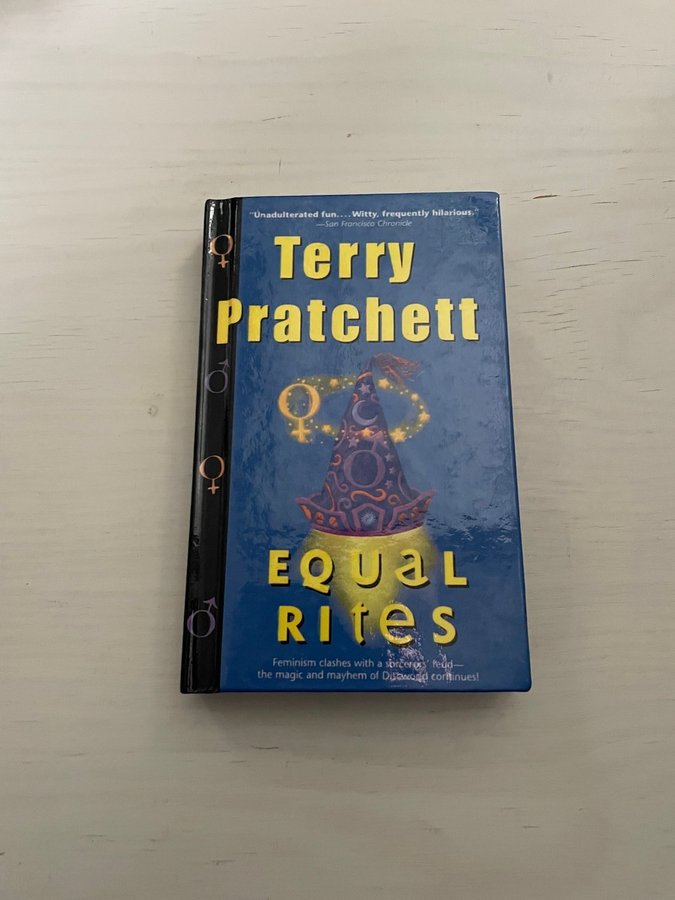 "Unadulterated fun....Witty, frequently hilarious."
—San Francisco Chronicle
Terry
Pratchett
EQUaL
RItes
Feminism clashes with a sorcerers' feud—
the magic and mayhem of Discworld continues!